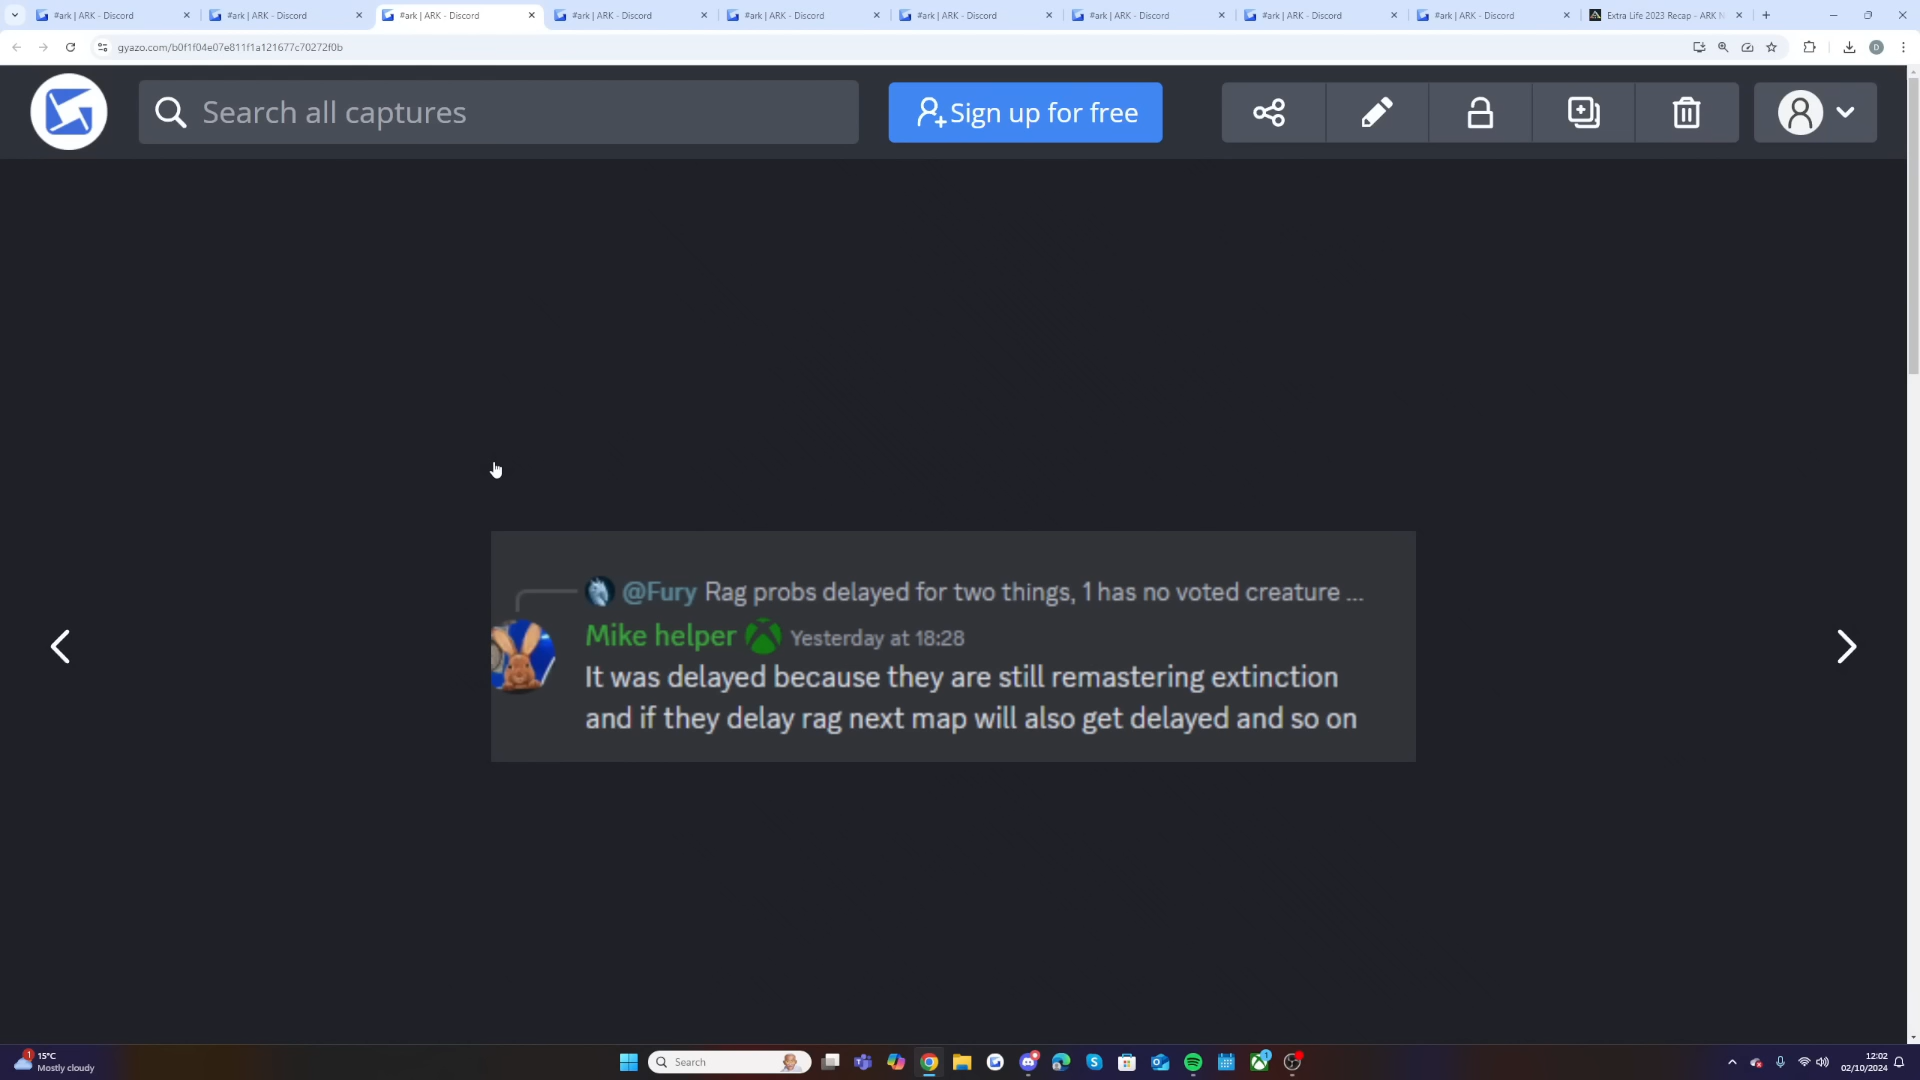 #ark | ARK - Discord
#ark | ARK - Discord
#ark | ARK - Discord
#ark | ARK - Discord
#ark | ARK - Discord
#ark | ARK - Discord
#ark | ARK - Discord
#ark | ARK - Discord
#ark | ARK - Discord
Extra Life 2023 Recap - ARK
gyazo.com/b0f1f04e07e811f1a121677c70272f0b
D
Search all captures
Sign up for free
@Fury Rag probs delayed for two things, 1 has no voted creature ...
Mike helper Yesterday at 18:28
It was delayed because they are still remastering extinction
and if they delay rag next map will also get delayed and so on
1
15°C
Mostly cloudy
Search
1
12:02
02/10/2024